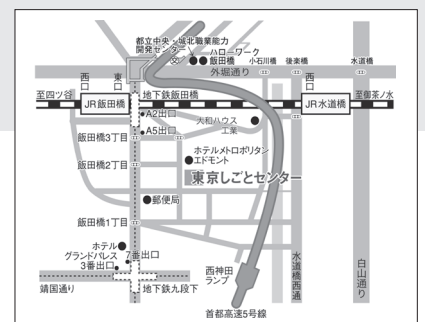 都立中央・城北職業能力
開発センター
ハローワーク
飯田橋
文
小石川橋
後楽橋
水道橋
外堀通り
西口
東口
西口
至四ツ谷
JR飯田橋
地下鉄飯田橋
JR水道橋
至御茶ノ水
A2出口
大和ハウス
工業
A5出口
飯田橋3丁目
ホテルメトロポリタン
エドモント
飯田橋2丁目
東京しごとセンター
郵便局
飯田橋1丁目
ホテル
グランドパレス
7番出口
3番出口
西神田
ランプ
水道橋西通り
白山通り
靖国通り
地下鉄九段下
首都高速5号線